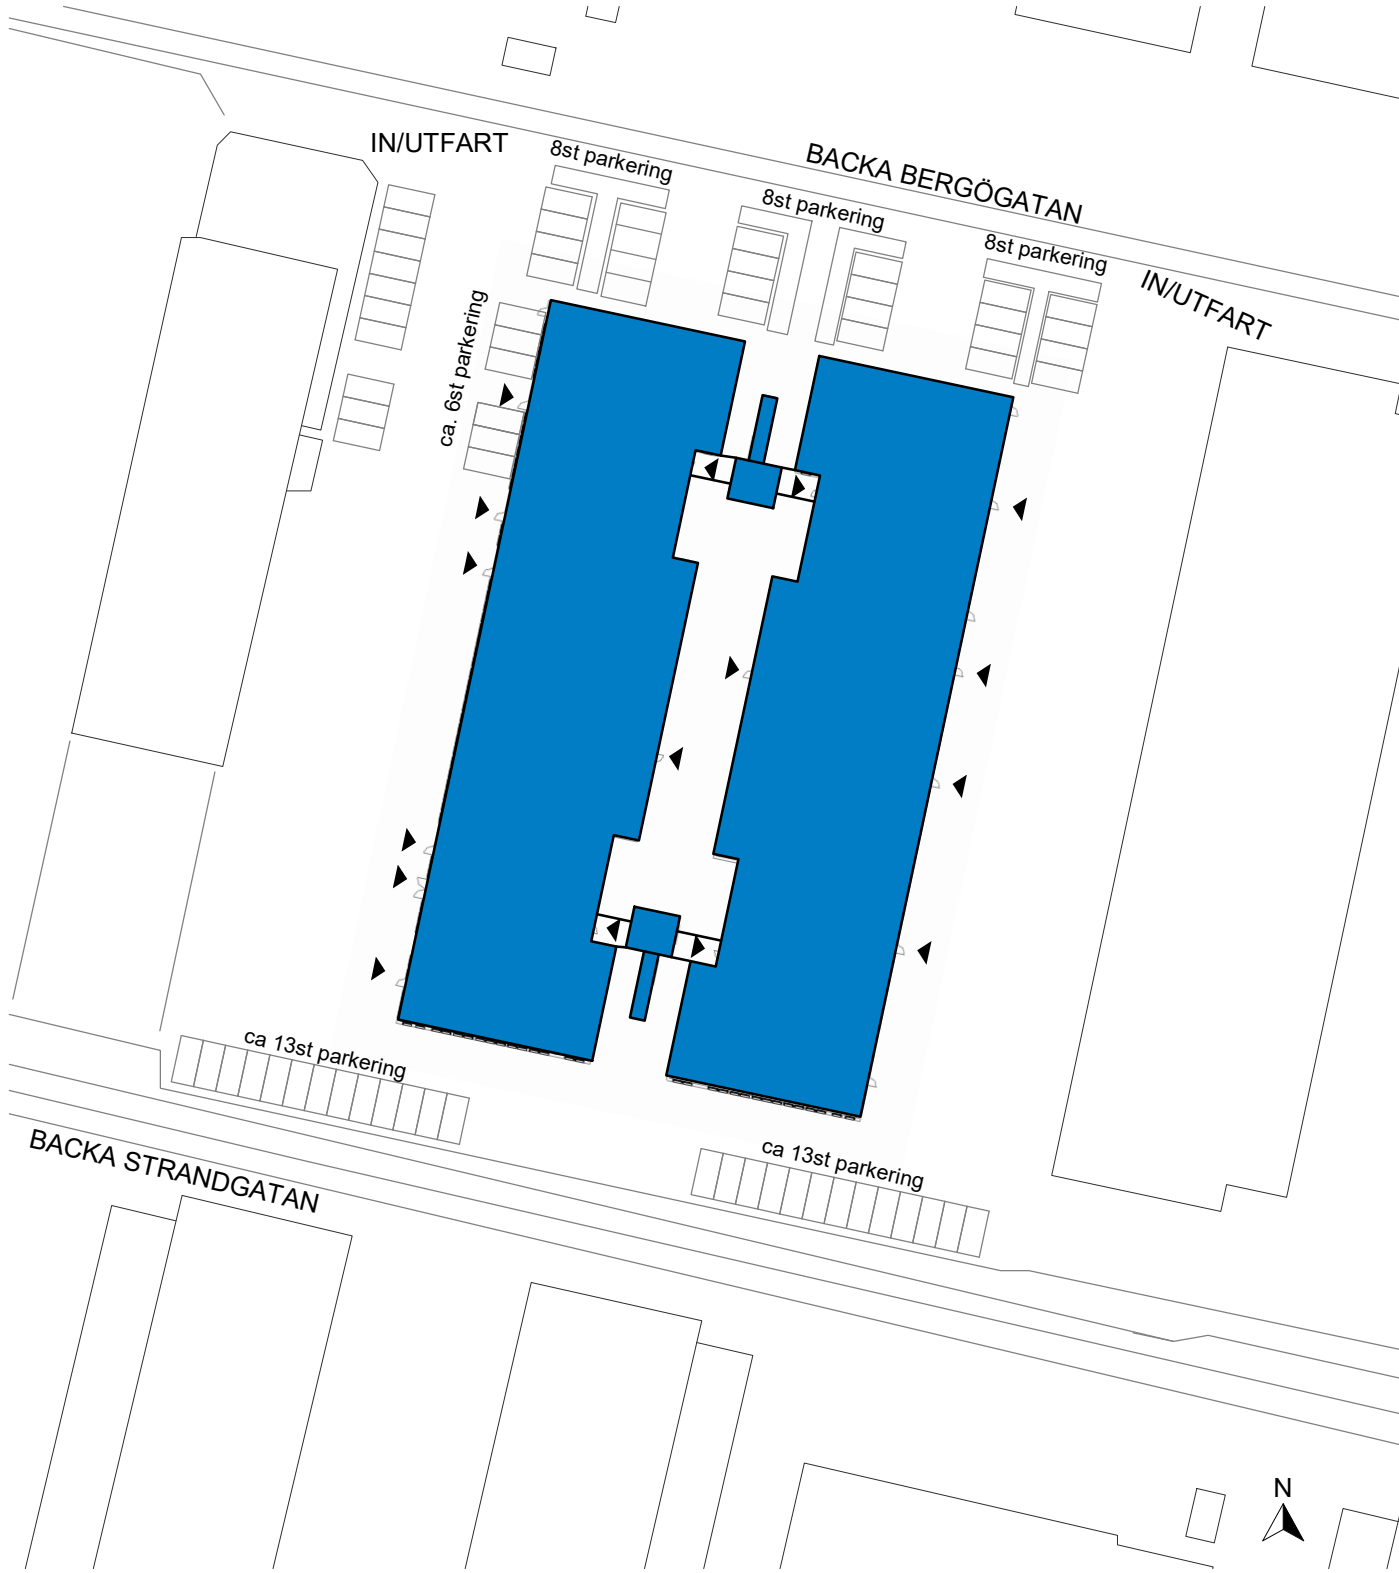 IN/UTFART
8st parkering
BACKA BERGÖGATAN
8st parkering
8st parkering
IN/UTFART
ca. 6st parkering
ca 13st parkering
BACKA STRANDGATAN
ca 13st parkering
N